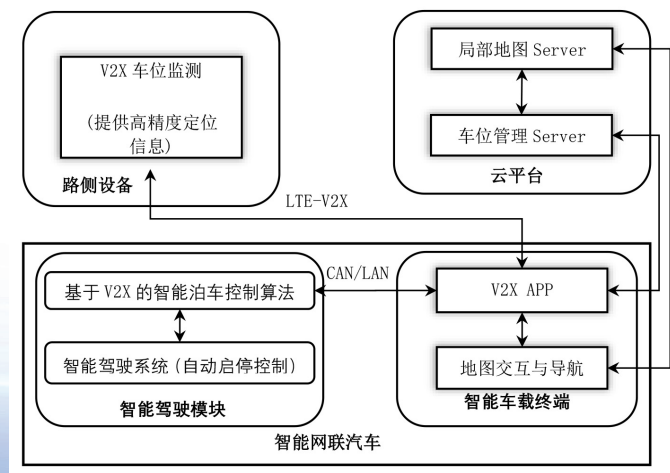 V2X 车位监测
(提供高精度定位
信息)
路侧设备
局部地图 Server
车位管理 Server
云平台
LTE-V2X
基于 V2X 的智能泊车控制算法
智能驾驶系统(自动启停控制)
智能驾驶模块
CAN/LAN
V2X APP
地图交互与导航
智能车载终端
智能网联汽车